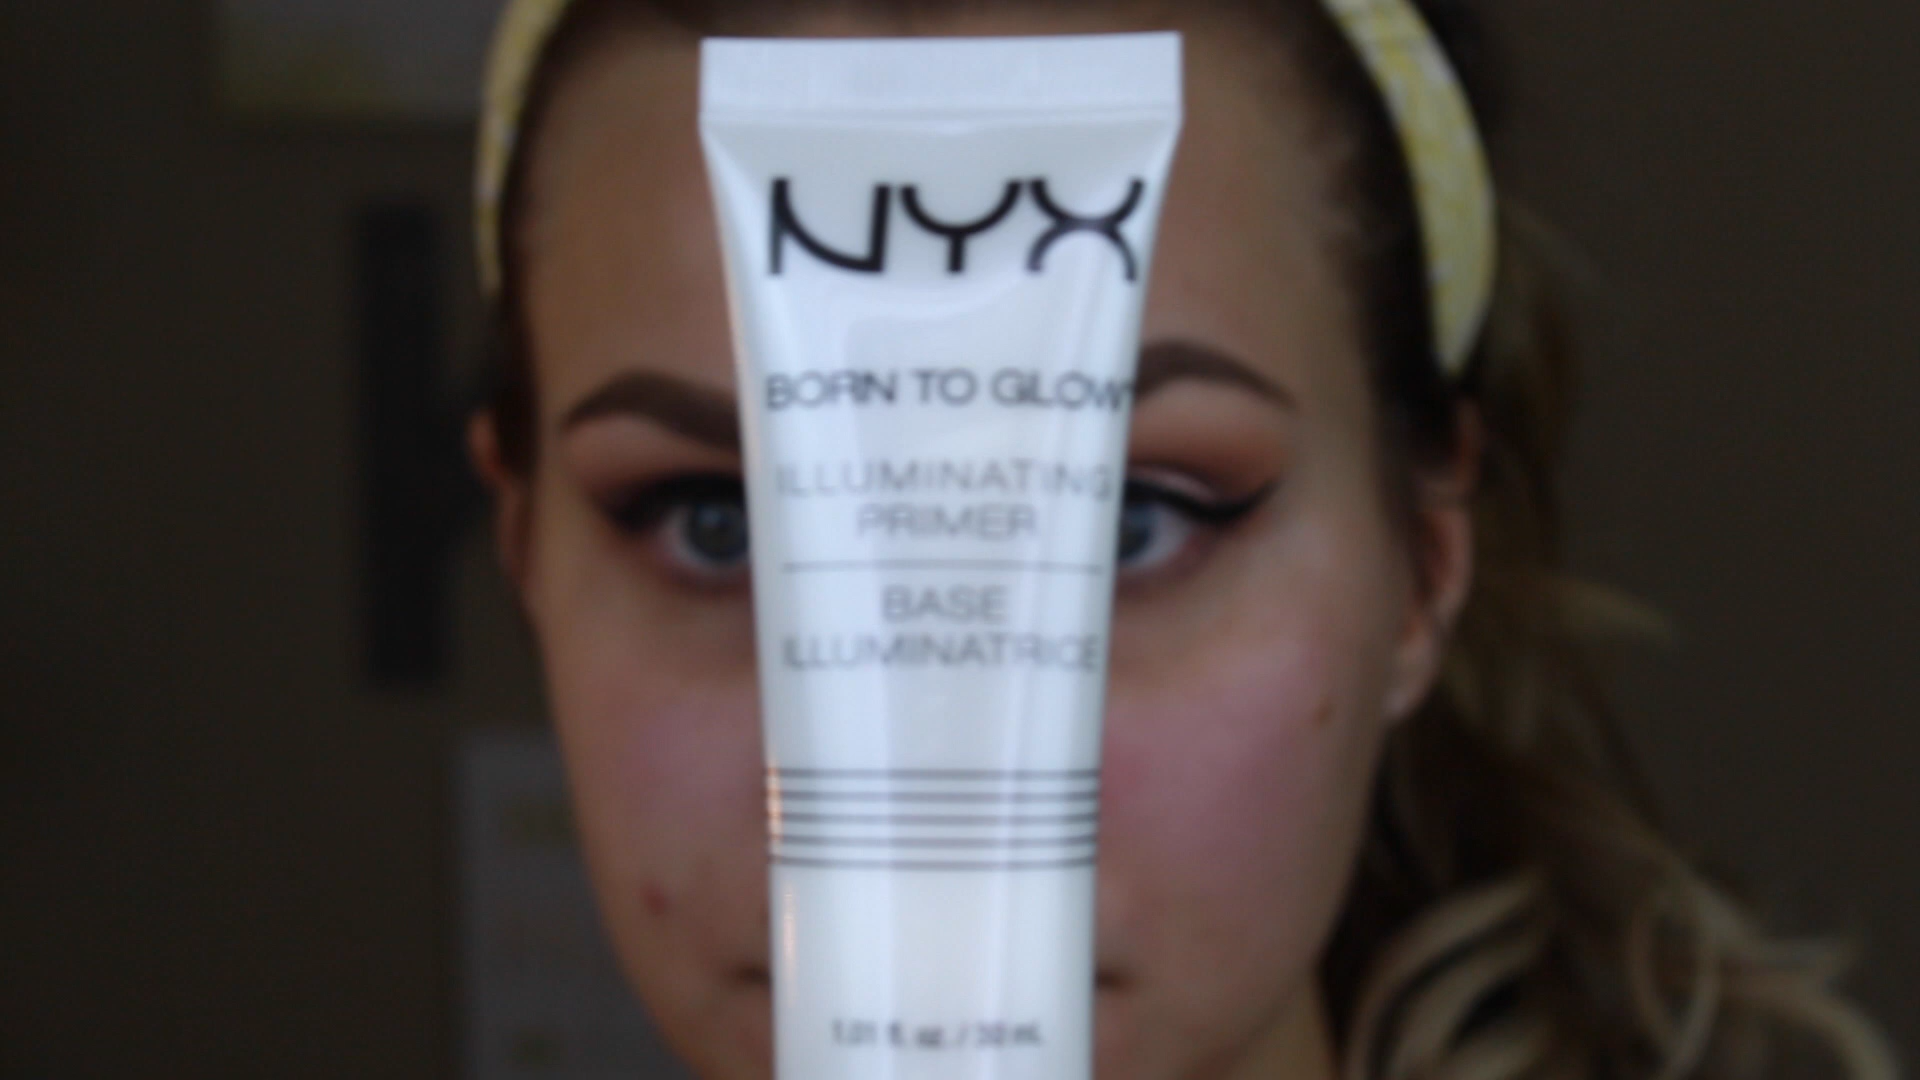 NYX
BORN TO GLOW
ILLUMINATING
PRIMER
BASE
ILLUMINATRICE
1.01 fl. oz. / 30 mL